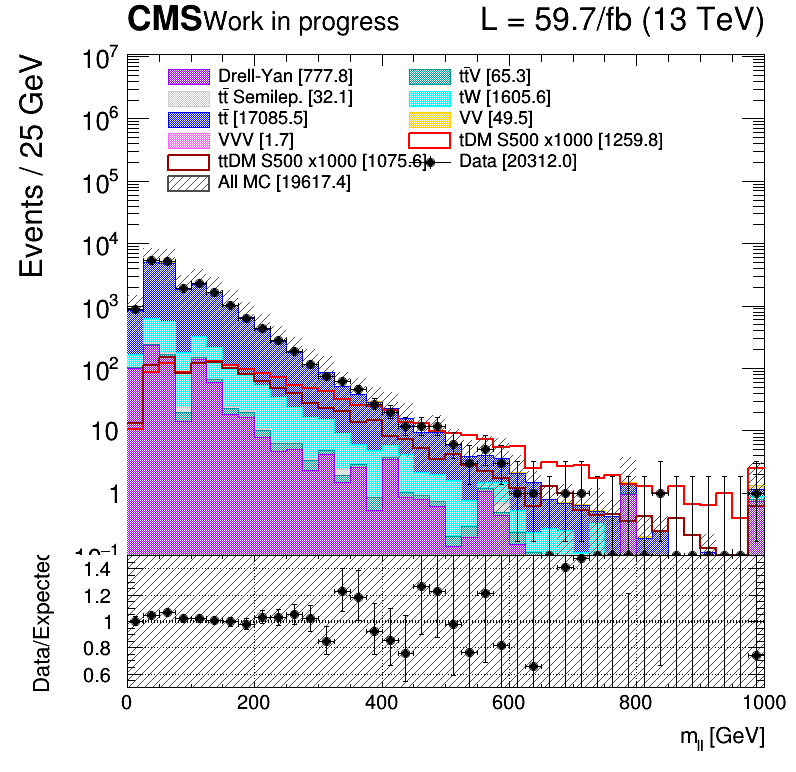 CMS Work in progress L = 59.7/fb (13 TeV)
Events / 25 GeV
10⁷
10⁶
10⁵
10⁴
10³
10²
10
1
10⁻¹
Drell-Yan [777.8] tt̄V [65.3]
tt̄ Semilep. [32.1] tW [1605.6]
tt̄ [17085.5] VV [49.5]
VVV [1.7] tDM S500 x1000 [1259.8]
ttDM S500 x1000 [1075.6] Data [20312.0]
All MC [19617.4]
Data/Expected
1.4
1.2
1
0.8
0.6
0 200 400 600 800 1000
m_ll [GeV]